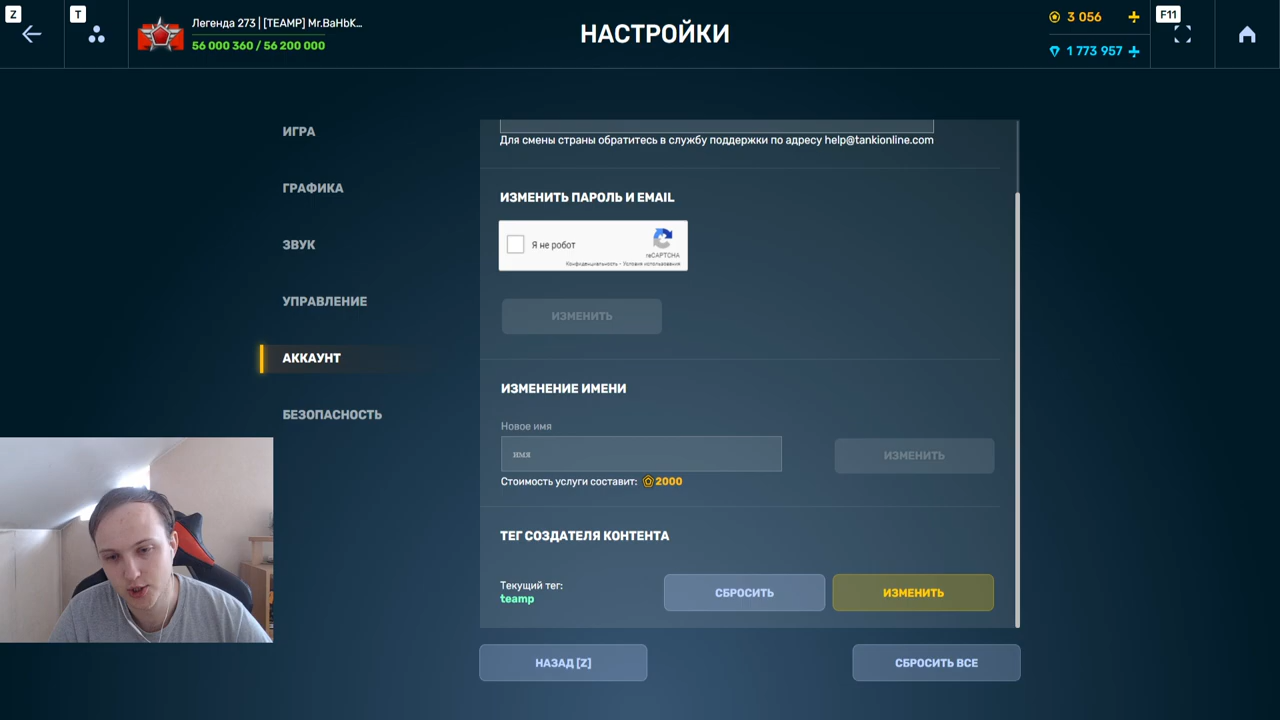 Z
T
Легенда 273 | [TEAMP] Mr.BaHbK...
56 000 360 / 56 200 000
НАСТРОЙКИ
3 056
1 773 957
F11
ИГРА
ГРАФИКА
ЗВУК
УПРАВЛЕНИЕ
АККАУНТ
БЕЗОПАСНОСТЬ
Для смены страны обратитесь в службу поддержки по адресу help@tankionline.com
ИЗМЕНИТЬ ПАРОЛЬ И EMAIL
Я не робот
reCAPTCHA
Конфиденциальность - Условия использования
ИЗМЕНИТЬ
ИЗМЕНЕНИЕ ИМЕНИ
Новое имя
имя
ИЗМЕНИТЬ
Стоимость услуги составит: 2000
ТЕГ СОЗДАТЕЛЯ КОНТЕНТА
Текущий тег:
teamp
СБРОСИТЬ
ИЗМЕНИТЬ
НАЗАД [Z]
СБРОСИТЬ ВСЕ